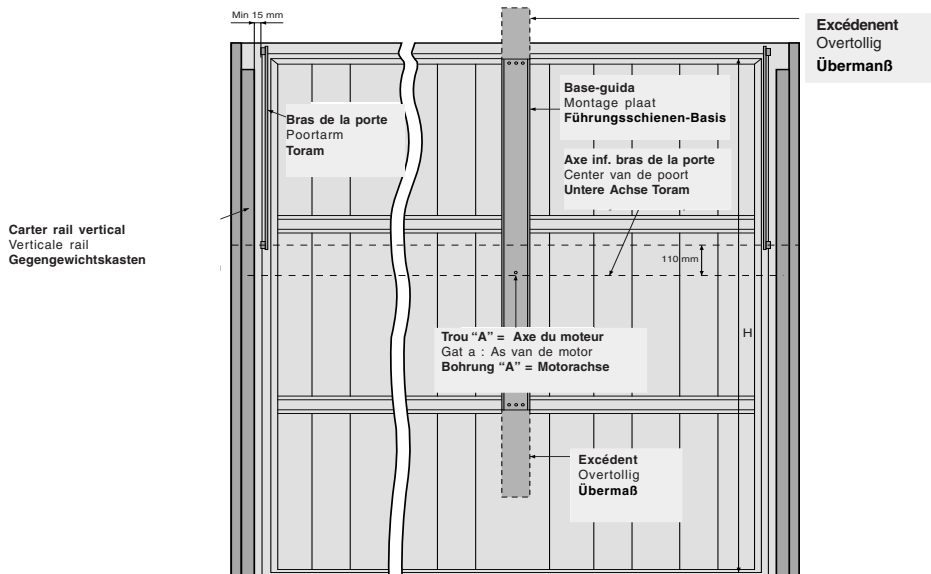 Min 15 mm
Excédenent
Overtollig
Übermanß
Base-guida
Montage plaat
Führungsschienen-Basis
Bras de la porte
Poortarm
Toram
Axe inf. bras de la porte
Center van de poort
Untere Achse Toram
Carter rail vertical
Verticale rail
Gegengewichtskasten
110 mm
H
Trou “A” = Axe du moteur
Gat a : As van de motor
Bohrung “A” = Motorachse
Excédent
Overtollig
Übermaß